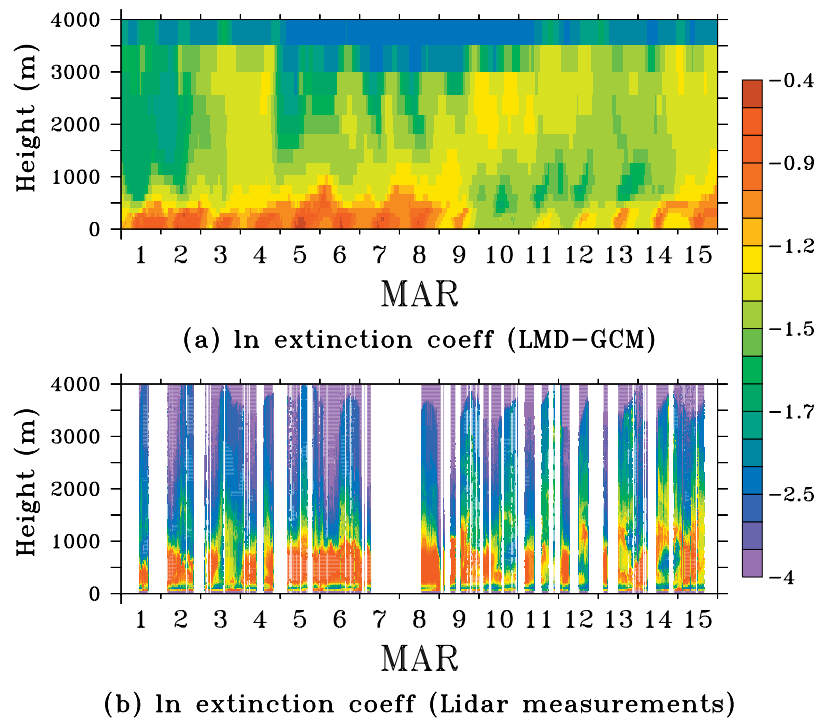 4000
3000
2000
1000
0
Height (m)
1 2 3 4 5 6 7 8 9 10 11 12 13 14 15
MAR
(a) ln extinction coeff (LMD-GCM)
4000
3000
2000
1000
0
Height (m)
1 2 3 4 5 6 7 8 9 10 11 12 13 14 15
MAR
(b) ln extinction coeff (Lidar measurements)
-0.4
-0.9
-1.2
-1.5
-1.7
-2.5
-4